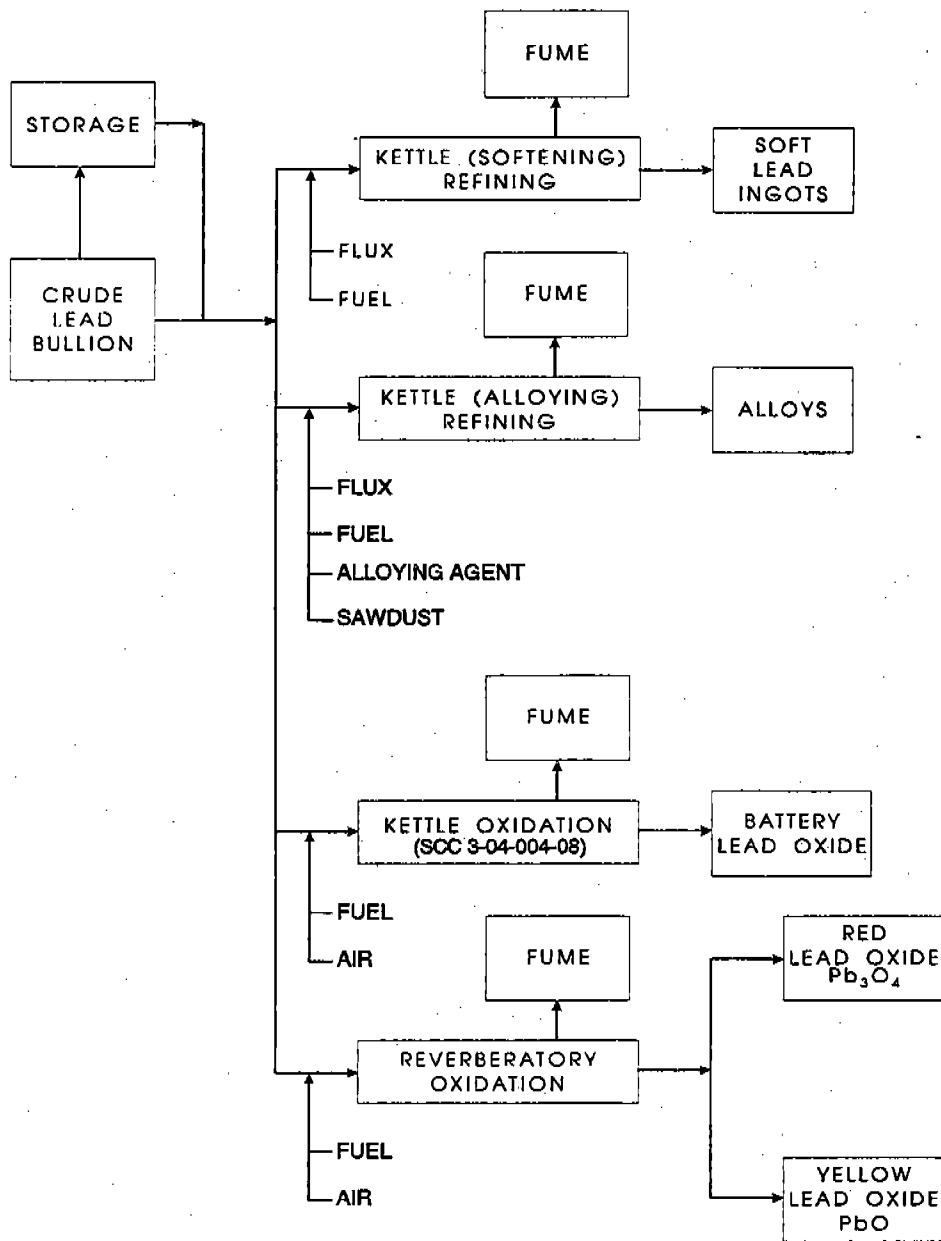 FUME
STORAGE
KETTLE (SOFTENING)
REFINING
SOFT
LEAD
INGOTS
FLUX
FUEL
CRUDE
LEAD
BULLION
FUME
KETTLE (ALLOYING)
REFINING
ALLOYS
FLUX
FUEL
ALLOYING AGENT
SAWDUST
FUME
KETTLE OXIDATION
(SCC 3-04-004-08)
BATTERY
LEAD OXIDE
FUEL
AIR
FUME
RED
LEAD OXIDE
Pb₃O₄
REVERBERATORY
OXIDATION
FUEL
AIR
YELLOW
LEAD OXIDE
PbO